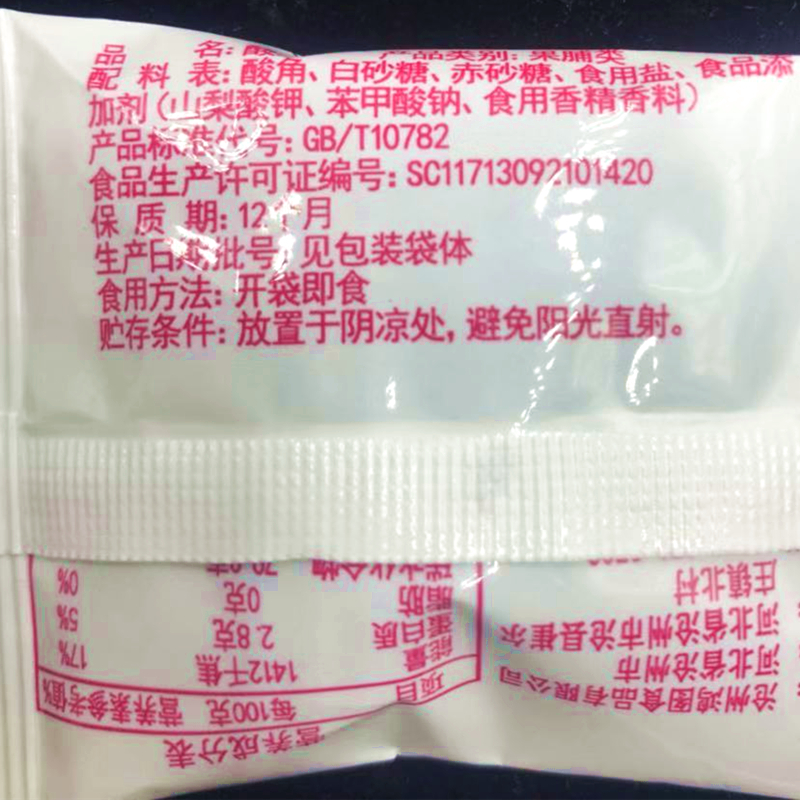 品 名: 酸 产品类别: 果脯类
配 料 表: 酸角、白砂糖、赤砂糖、食用盐、食品添
加剂(山梨酸钾、苯甲酸钠、食用香精香料)
产品标准代号: GB/T10782
食品生产许可证编号: SC11713092101420
保 质 期: 12个月
生产日期/批号: 见包装袋体
食用方法: 开袋即食
贮存条件: 放置于阴凉处, 避免阳光直射。
营养成分表
项目 每100克 营养素参考值%
能量 1412千焦 17%
蛋白质 2.8克 5%
脂肪 0克 0%
碳水化合物
沧州鸿图食品有限公司
河北省沧州市
河北省沧州市沧县崔尔
庄镇北村